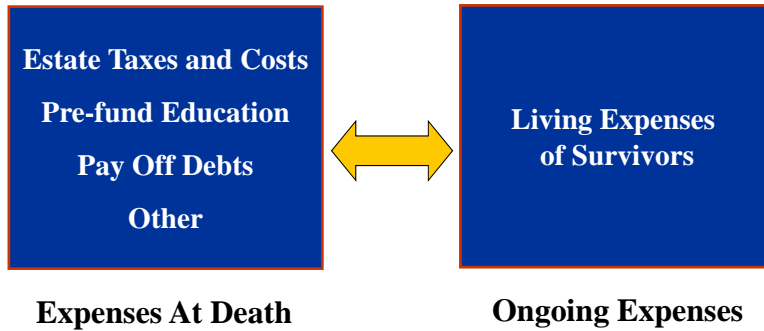 Estate Taxes and Costs
Pre-fund Education
Pay Off Debts
Other
Expenses At Death
Living Expenses
of Survivors
Ongoing Expenses